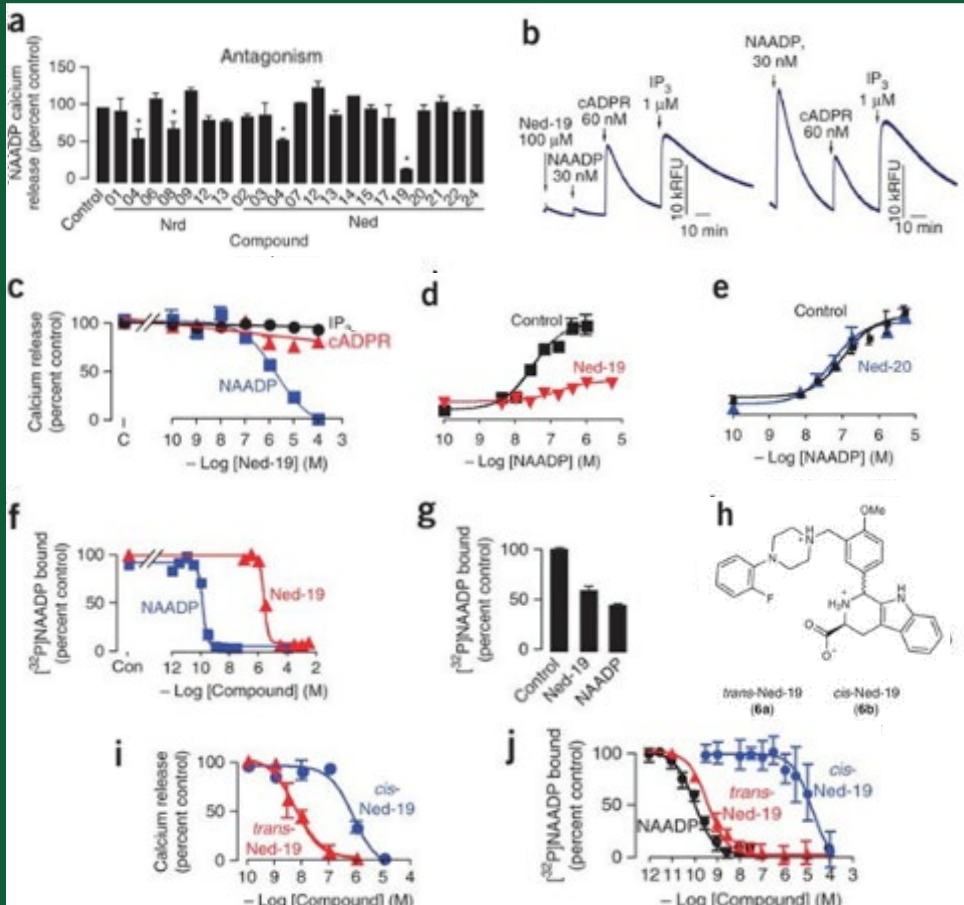 a
Antagonism
NAADP calcium
release (percent control)
150
100
50
0
Control
01
04
06
08
09
12
13
02
03
04
07
12
13
14
15
17
19
20
21
22
24
*
*
*
*
Nrd
Ned
Compound
b
Ned-19
100 µM
NAADP
30 nM
cADPR
60 nM
IP3
1 µM
10 kRFU
10 min
NAADP,
30 nM
cADPR
60 nM
IP3
1 µM
10 kRFU
10 min
c
Calcium release
(percent control)
100
50
0
IP3
cADPR
NAADP
C 10 9 8 7 6 5 4 3
– Log [Ned-19] (M)
d
Control
Ned-19
100
50
0
10 9 8 7 6 5
– Log [NAADP] (M)
e
Control
Ned-20
100
50
0
10 9 8 7 6 5
– Log [NAADP] (M)
f
[32P]NAADP bound
(percent control)
100
50
0
NAADP
Ned-19
Con 12 10 8 6 4 2
– Log [Compound] (M)
g
[32P]NAADP bound
(percent control)
100
50
0
Control
Ned-19
NAADP
h
OMe
N
NH
+
F
H2N
+
H
N
O
O
-
trans-Ned-19
(6a)
cis-Ned-19
(6b)
i
Calcium release
(percent control)
100
50
0
cis-
Ned-19
trans-
Ned-19
10 9 8 7 6 5 4
– Log [Compound] (M)
j
[32P]NAADP bound
(percent control)
100
50
0
NAADP
trans-
Ned-19
cis-
Ned-19
12 11 10 9 8 7 6 5 4 3
– Log [Compound] (M)